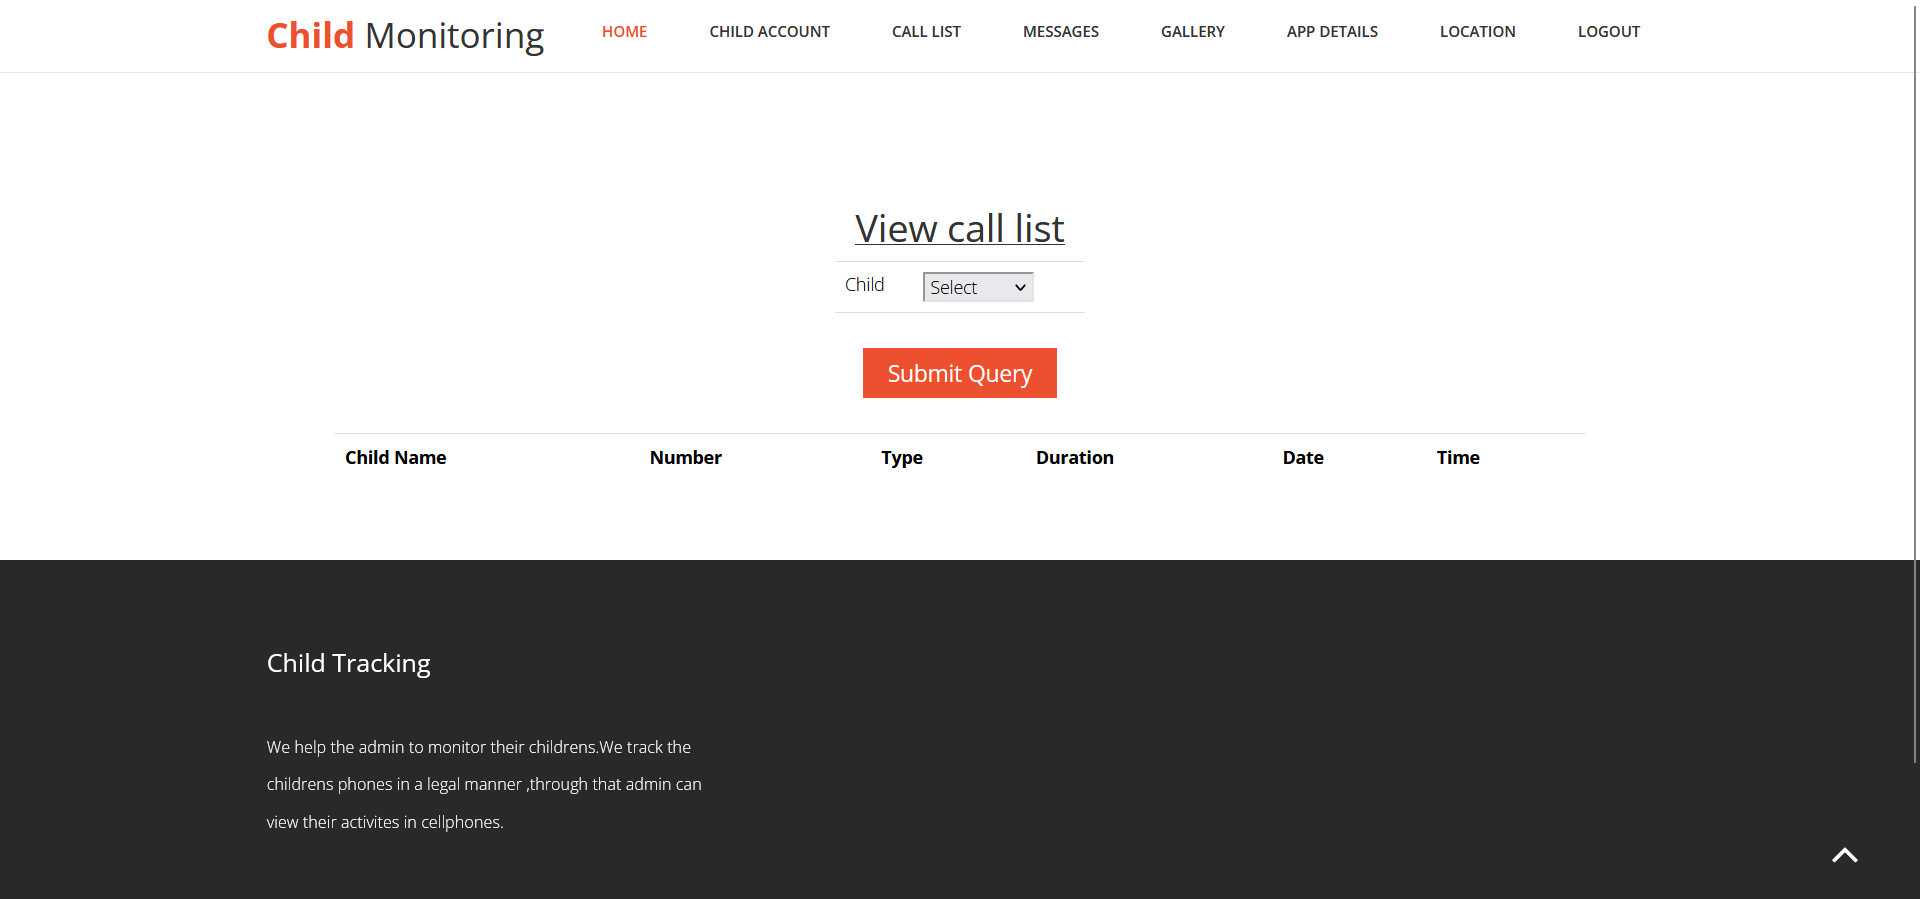 Child Monitoring HOME CHILD ACCOUNT CALL LIST MESSAGES GALLERY APP DETAILS LOCATION LOGOUT
View call list
Child Select
Submit Query
Child Name Number Type Duration Date Time
Child Tracking
We help the admin to monitor their childrens.We track the
childrens phones in a legal manner ,through that admin can
view their activites in cellphones.